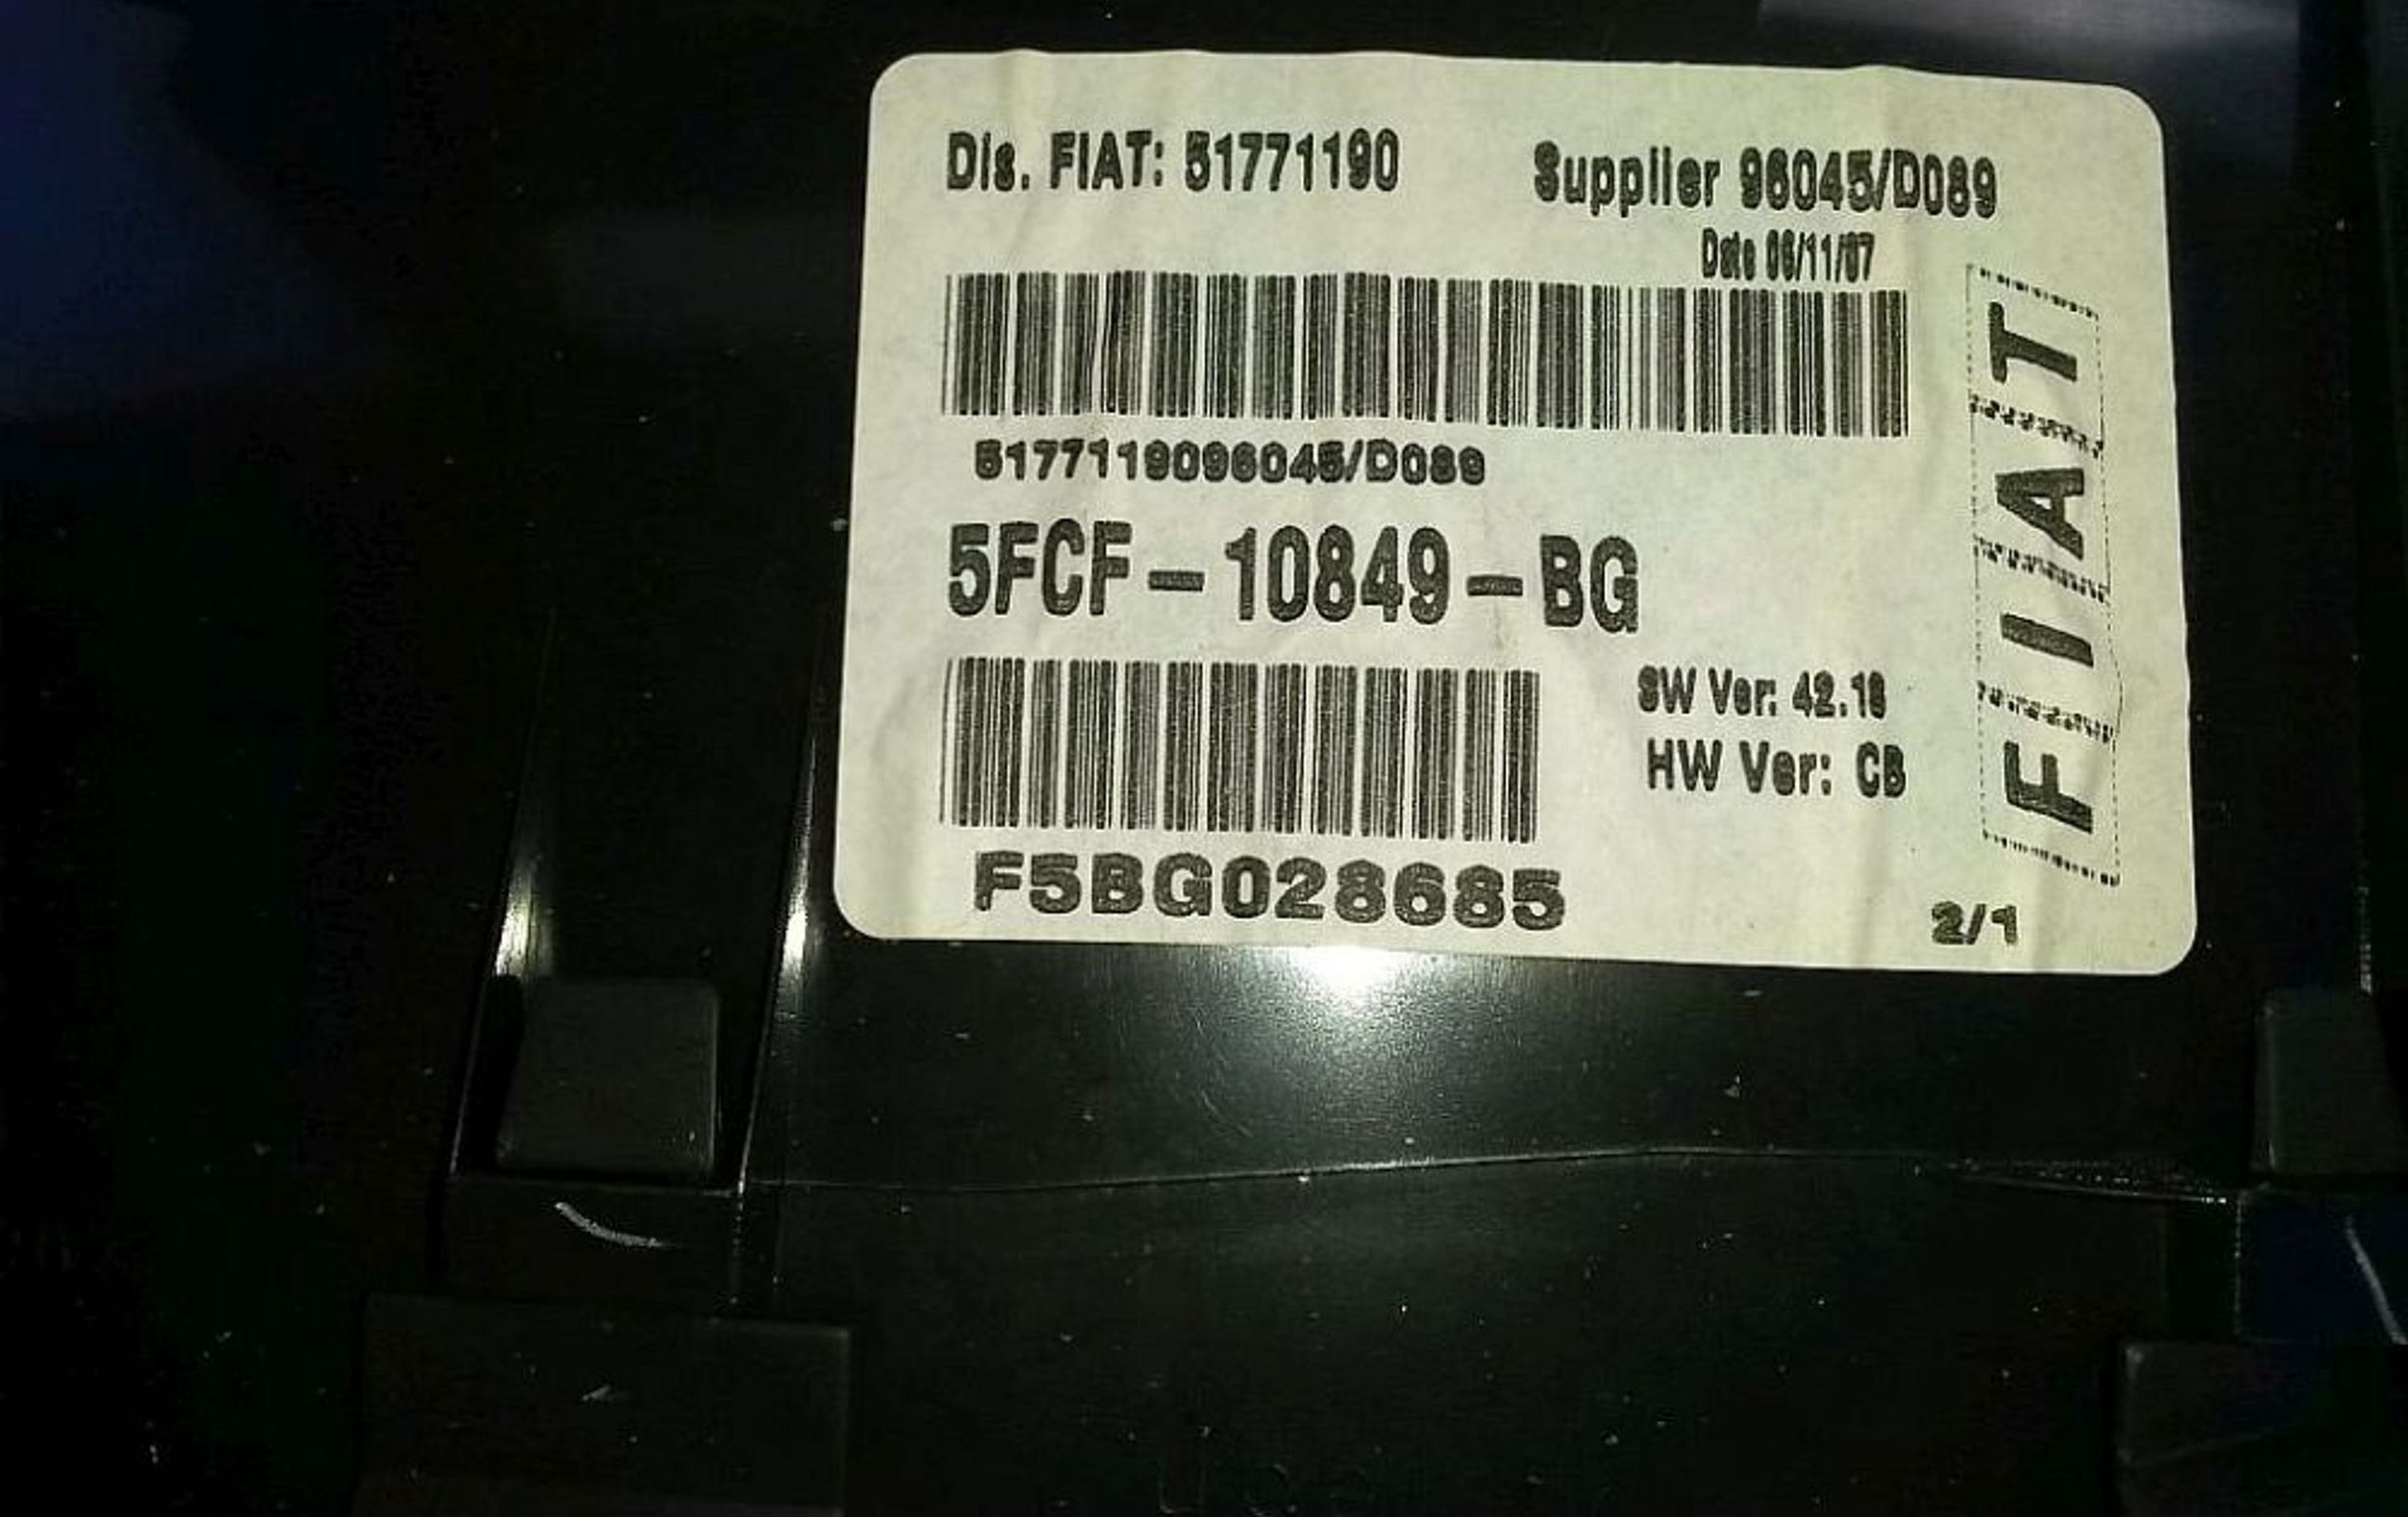 Dis. FIAT: 51771190
Supplier 96045/D089
Date 06/11/07
5177119096045/D089
5FCF-10849-BG
SW Ver: 42.18
HW Ver: CB
F5BG028685
2/1
FIAT